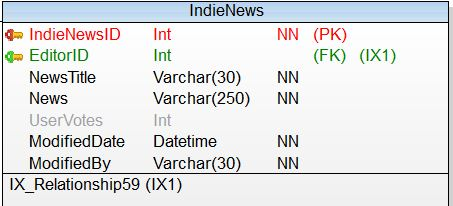 IndieNews
IndieNewsID Int NN (PK)
EditorID Int (FK) (IX1)
NewsTitle Varchar(30) NN
News Varchar(250) NN
UserVotes Int
ModifiedDate Datetime NN
ModifiedBy Varchar(30) NN
IX_Relationship59 (IX1)